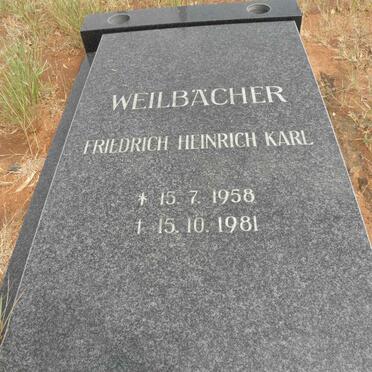 WEILBÄCHER
FRIEDRICH HEINRICH KARL
* 15. 7. 1958
† 15. 10. 1981